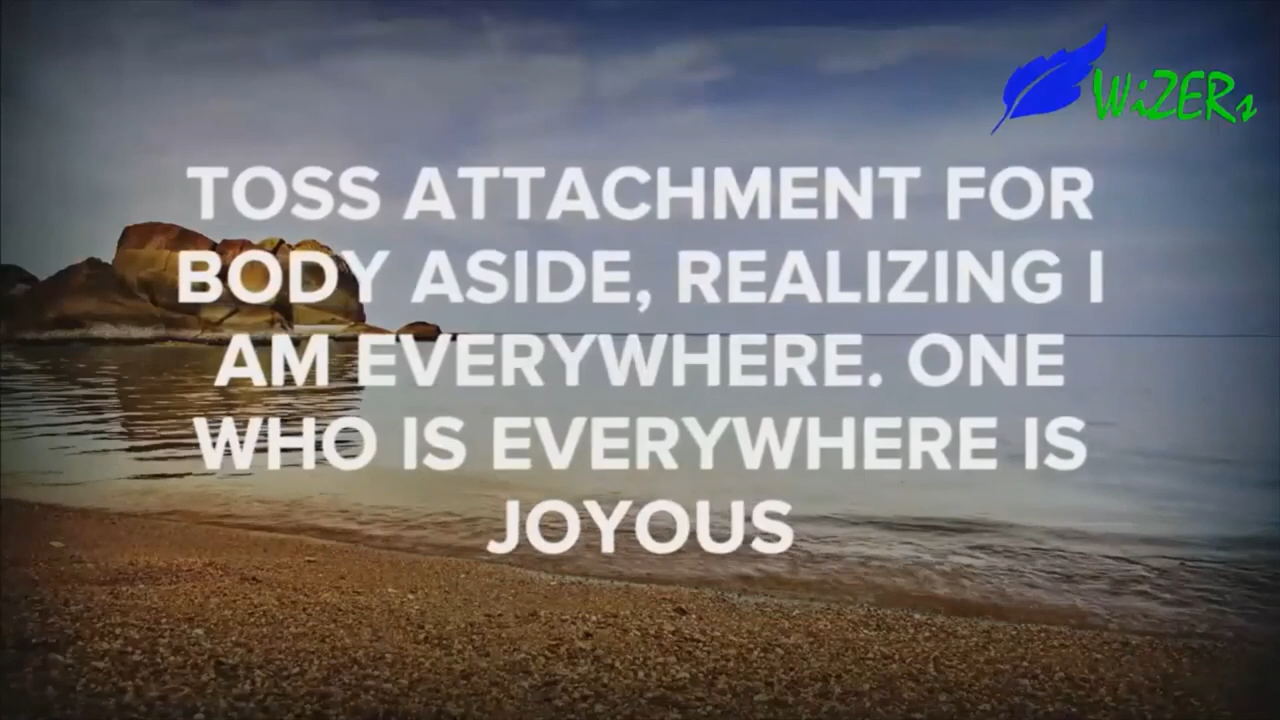 WiZERs
TOSS ATTACHMENT FOR
BODY ASIDE, REALIZING I
AM EVERYWHERE. ONE
WHO IS EVERYWHERE IS
JOYOUS